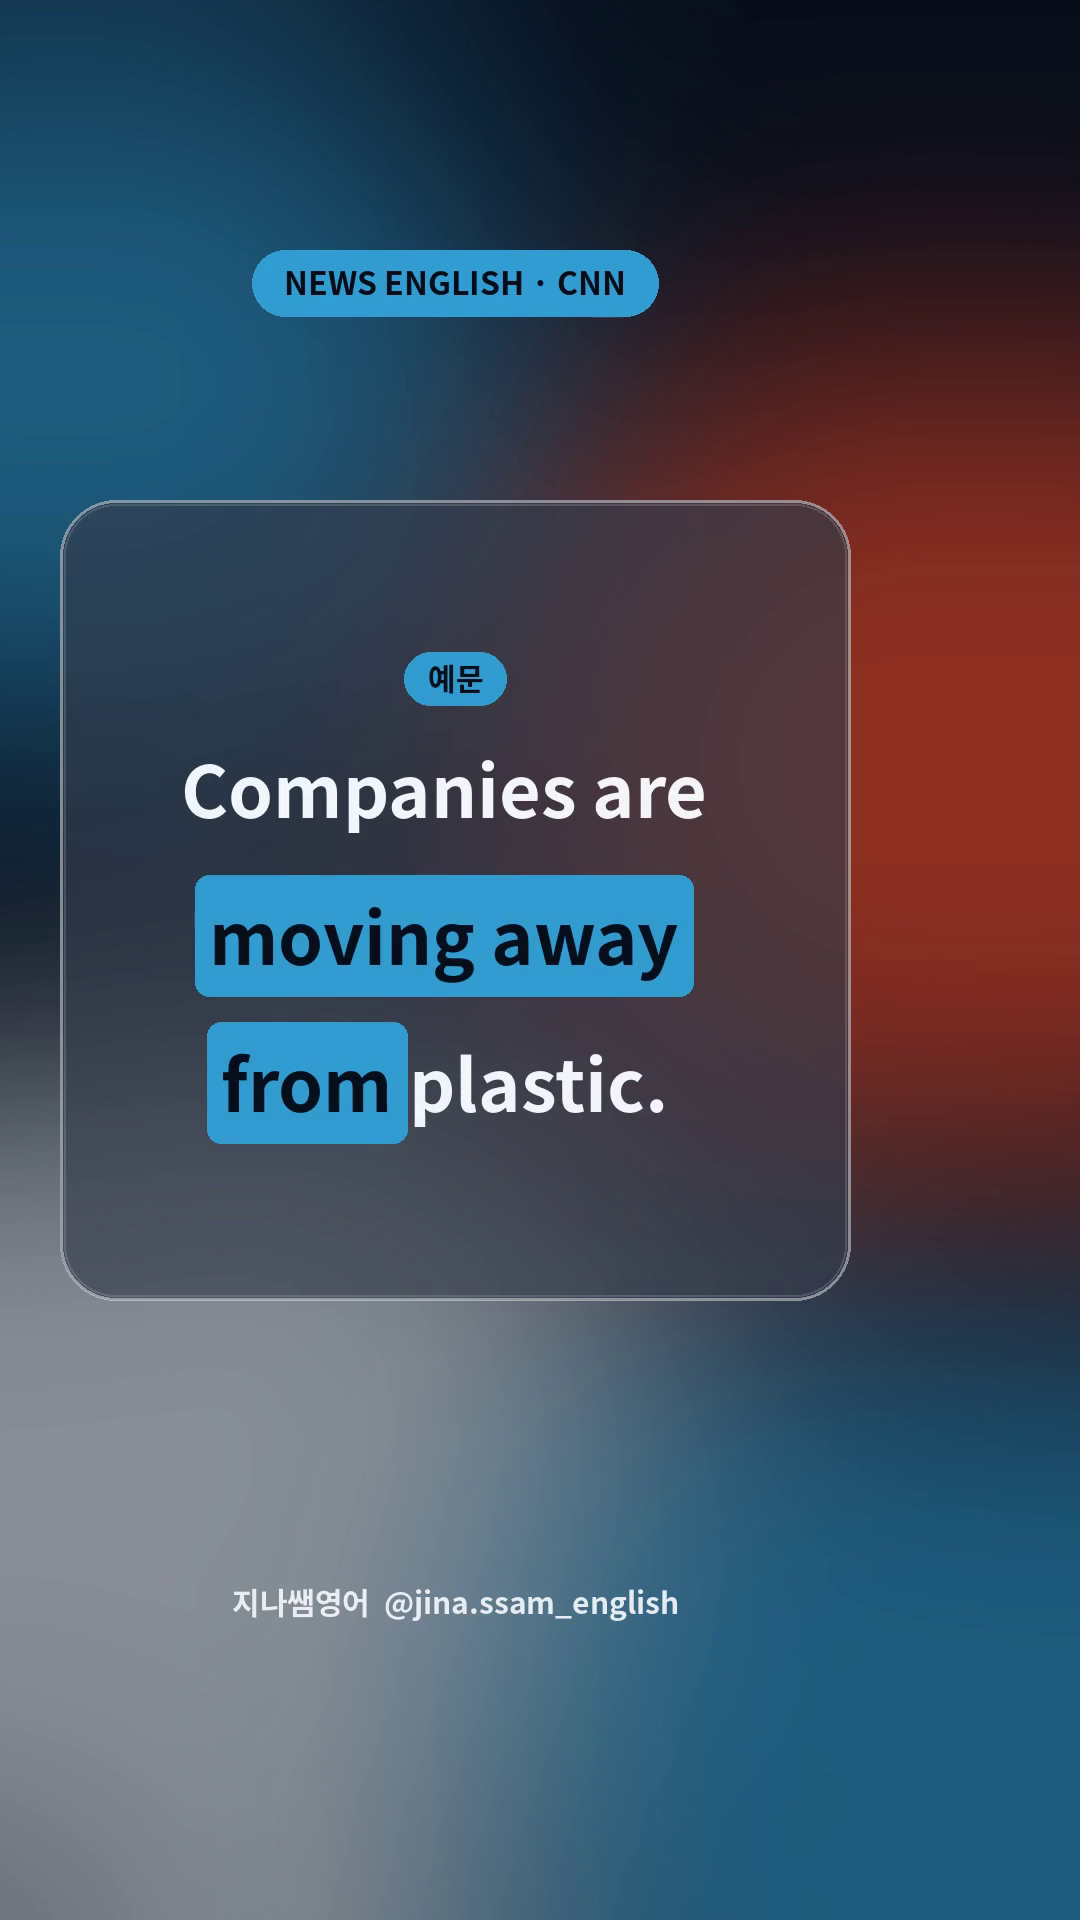 NEWS ENGLISH · CNN
예문
Companies are
moving away
from plastic.
지나쌤영어 @jina.ssam_english